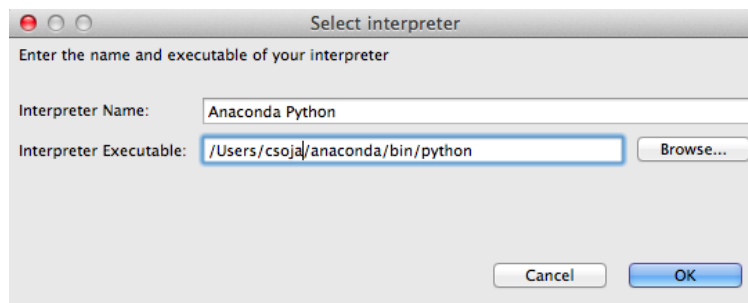 Select interpreter
Enter the name and executable of your interpreter
Interpreter Name: Anaconda Python
Interpreter Executable: /Users/csoja/anaconda/bin/python Browse...
Cancel OK